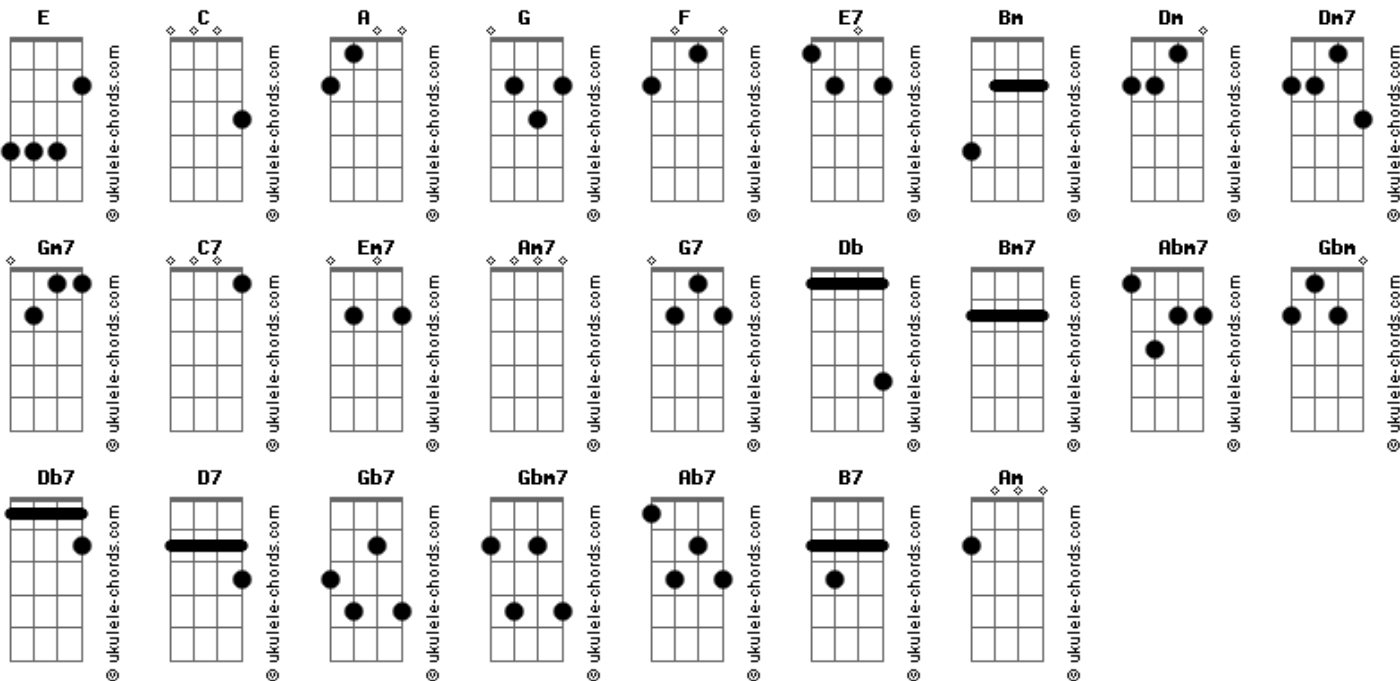 E C A G F E7 Bm Dm Dm7
© ukulele-chords.com © ukulele-chords.com © ukulele-chords.com © ukulele-chords.com © ukulele-chords.com © ukulele-chords.com © ukulele-chords.com © ukulele-chords.com © ukulele-chords.com
Gm7 C7 Em7 Am7 G7 Db Bm7 Abm7 Gbm
© ukulele-chords.com © ukulele-chords.com © ukulele-chords.com © ukulele-chords.com © ukulele-chords.com © ukulele-chords.com © ukulele-chords.com © ukulele-chords.com © ukulele-chords.com
Db7 D7 Gb7 Gbm7 Ab7 B7 Am
© ukulele-chords.com © ukulele-chords.com © ukulele-chords.com © ukulele-chords.com © ukulele-chords.com © ukulele-chords.com © ukulele-chords.com